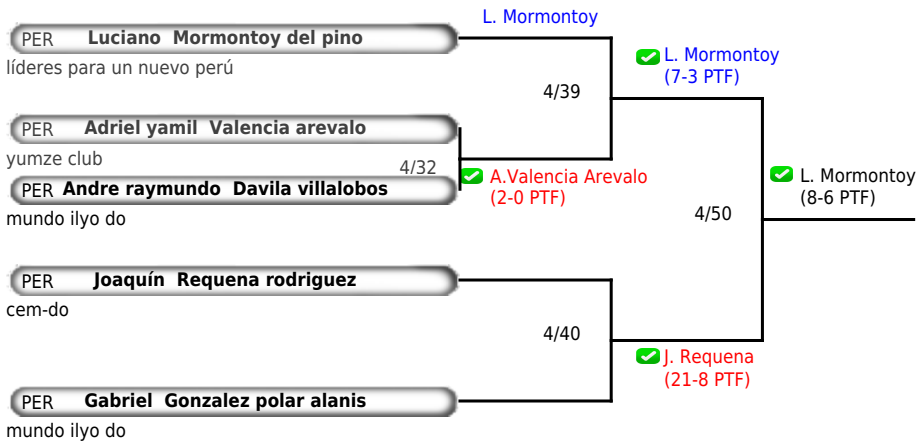 L. Mormontoy
PER Luciano Mormontoy del pino
líderes para un nuevo perú
L. Mormontoy
(7-3 PTF)
4/39
PER Adriel yamil Valencia arevalo
yumze club
4/32
A.Valencia Arevalo
(2-0 PTF)
PER Andre raymundo Davila villalobos
mundo ilyo do
L. Mormontoy
(8-6 PTF)
4/50
PER Joaquín Requena rodriguez
cem-do
4/40
J. Requena
(21-8 PTF)
PER Gabriel Gonzalez polar alanis
mundo ilyo do